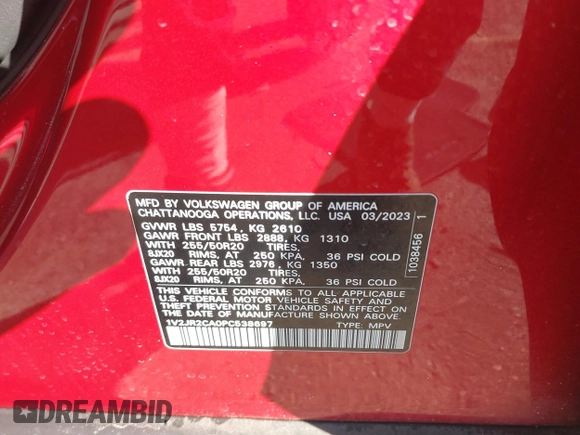 MFD BY VOLKSWAGEN GROUP OF AMERICA
CHATTANOOGA OPERATIONS, LLC. USA 03/2023
GVWR LBS 5754, KG 2610
GAWR FRONT LBS 2888, KG 1310
WITH 255/50R20 TIRES,
8JX20 RIMS, AT 250 KPA, 36 PSI COLD
GAWR REAR LBS 2976, KG 1350
WITH 255/50R20 TIRES,
8JX20 RIMS, AT 250 KPA, 36 PSI COLD
THIS VEHICLE CONFORMS TO ALL APPLICABLE
U.S. FEDERAL MOTOR VEHICLE SAFETY AND
THEFT PREVENTION STANDARDS IN EFFECT ON
THE DATE OF MANUFACTURE SHOWN ABOVE.
1V2JR2CA0PC538697 TYPE: MPV
1038456 1
DREAMBID